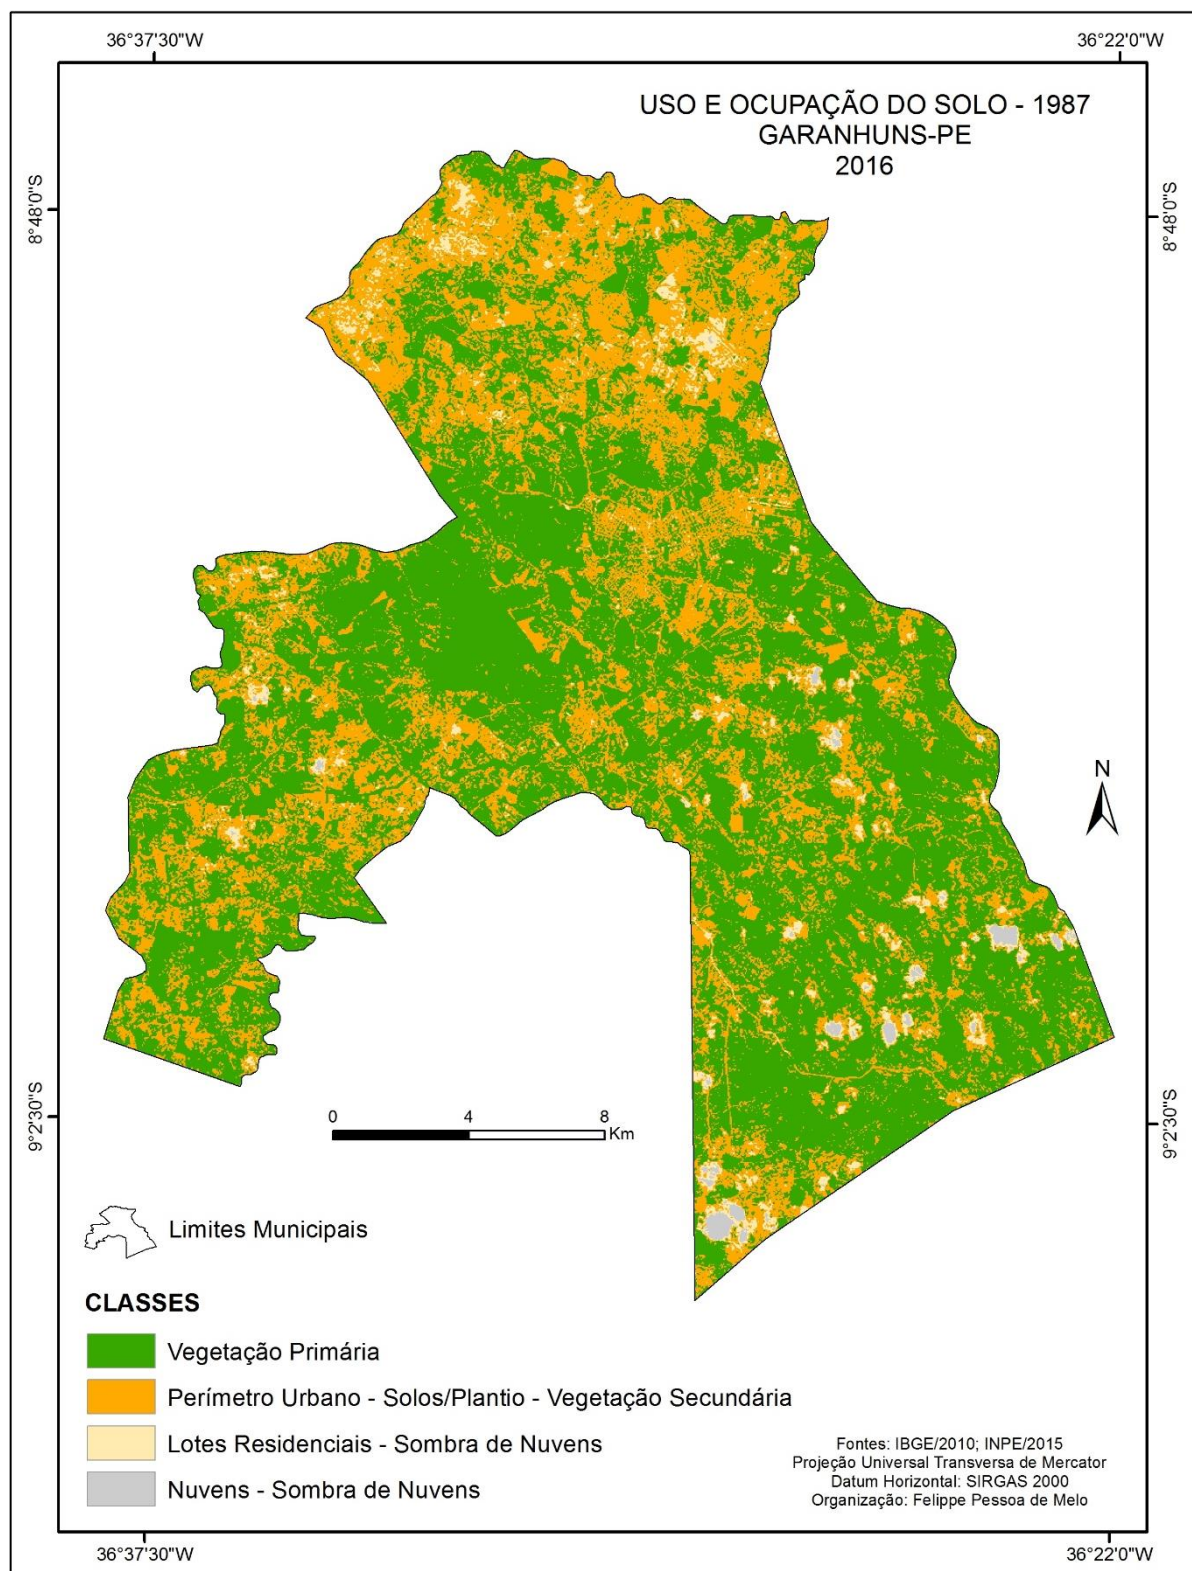 36°37'30"W
36°22'0"W
USO E OCUPAÇÃO DO SOLO - 1987
GARANHUNS-PE
2016
8°48'0"S
8°48'0"S
N
9°2'30"S
9°2'30"S
0 4 8
Km
Limites Municipais
CLASSES
Vegetação Primária
Perímetro Urbano - Solos/Plantio - Vegetação Secundária
Lotes Residenciais - Sombra de Nuvens
Nuvens - Sombra de Nuvens
Fontes: IBGE/2010; INPE/2015
Projeção Universal Transversa de Mercator
Datum Horizontal: SIRGAS 2000
Organização: Felippe Pessoa de Melo
36°37'30"W
36°22'0"W